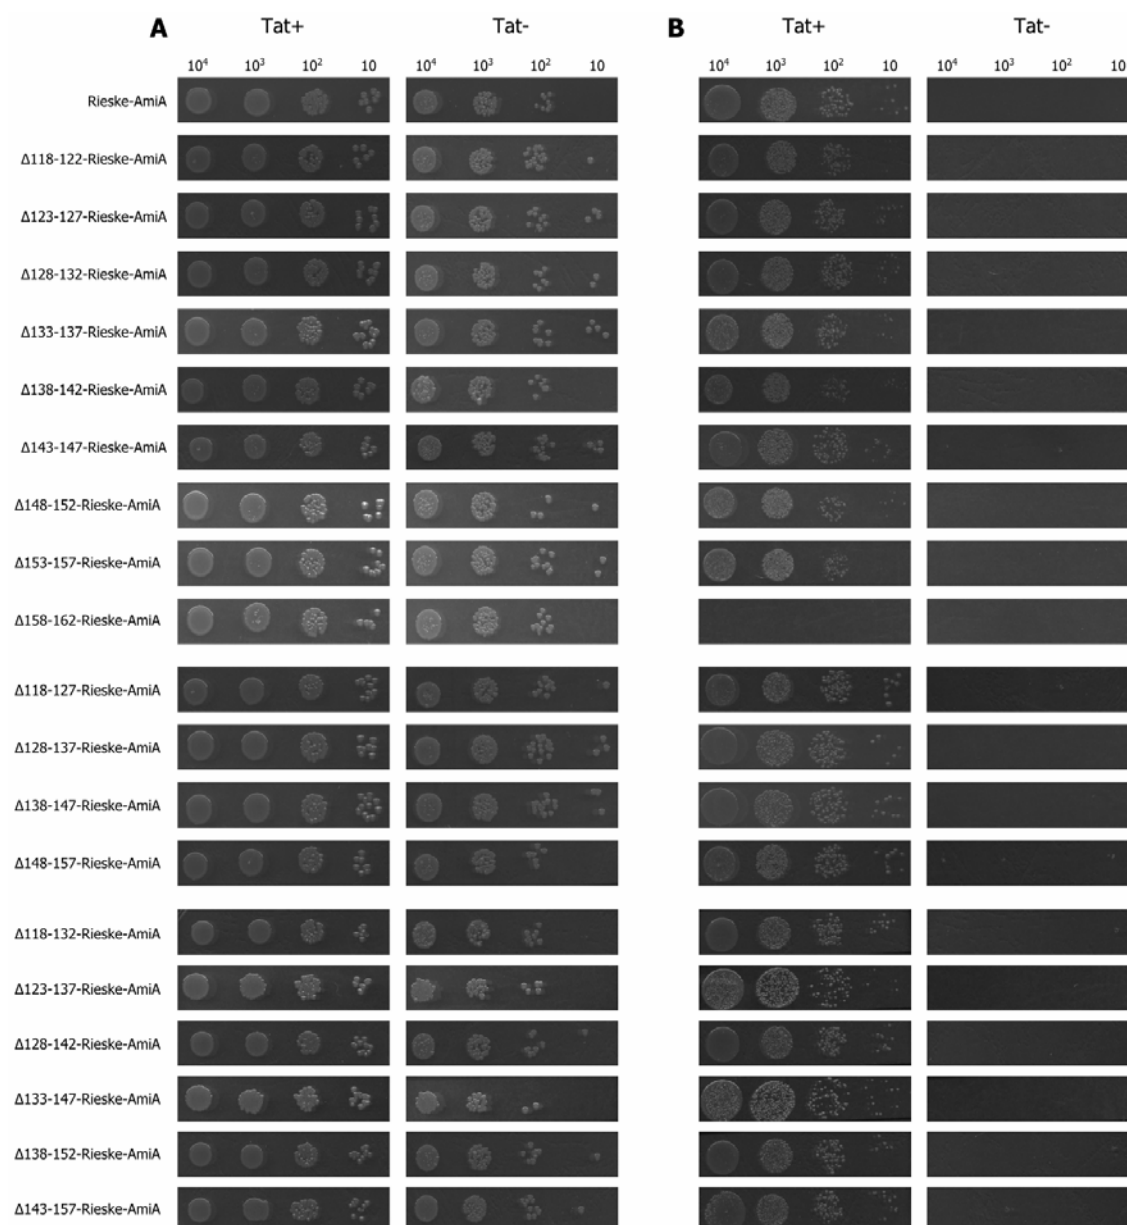 A Tat+ Tat- B Tat+ Tat-
10⁴ 10³ 10² 10 10⁴ 10³ 10² 10 10⁴ 10³ 10² 10 10⁴ 10³ 10² 10
Rieske-AmiA
Δ118-122-Rieske-AmiA
Δ123-127-Rieske-AmiA
Δ128-132-Rieske-AmiA
Δ133-137-Rieske-AmiA
Δ138-142-Rieske-AmiA
Δ143-147-Rieske-AmiA
Δ148-152-Rieske-AmiA
Δ153-157-Rieske-AmiA
Δ158-162-Rieske-AmiA
Δ118-127-Rieske-AmiA
Δ128-137-Rieske-AmiA
Δ138-147-Rieske-AmiA
Δ148-157-Rieske-AmiA
Δ118-132-Rieske-AmiA
Δ123-137-Rieske-AmiA
Δ128-142-Rieske-AmiA
Δ133-147-Rieske-AmiA
Δ138-152-Rieske-AmiA
Δ143-157-Rieske-AmiA